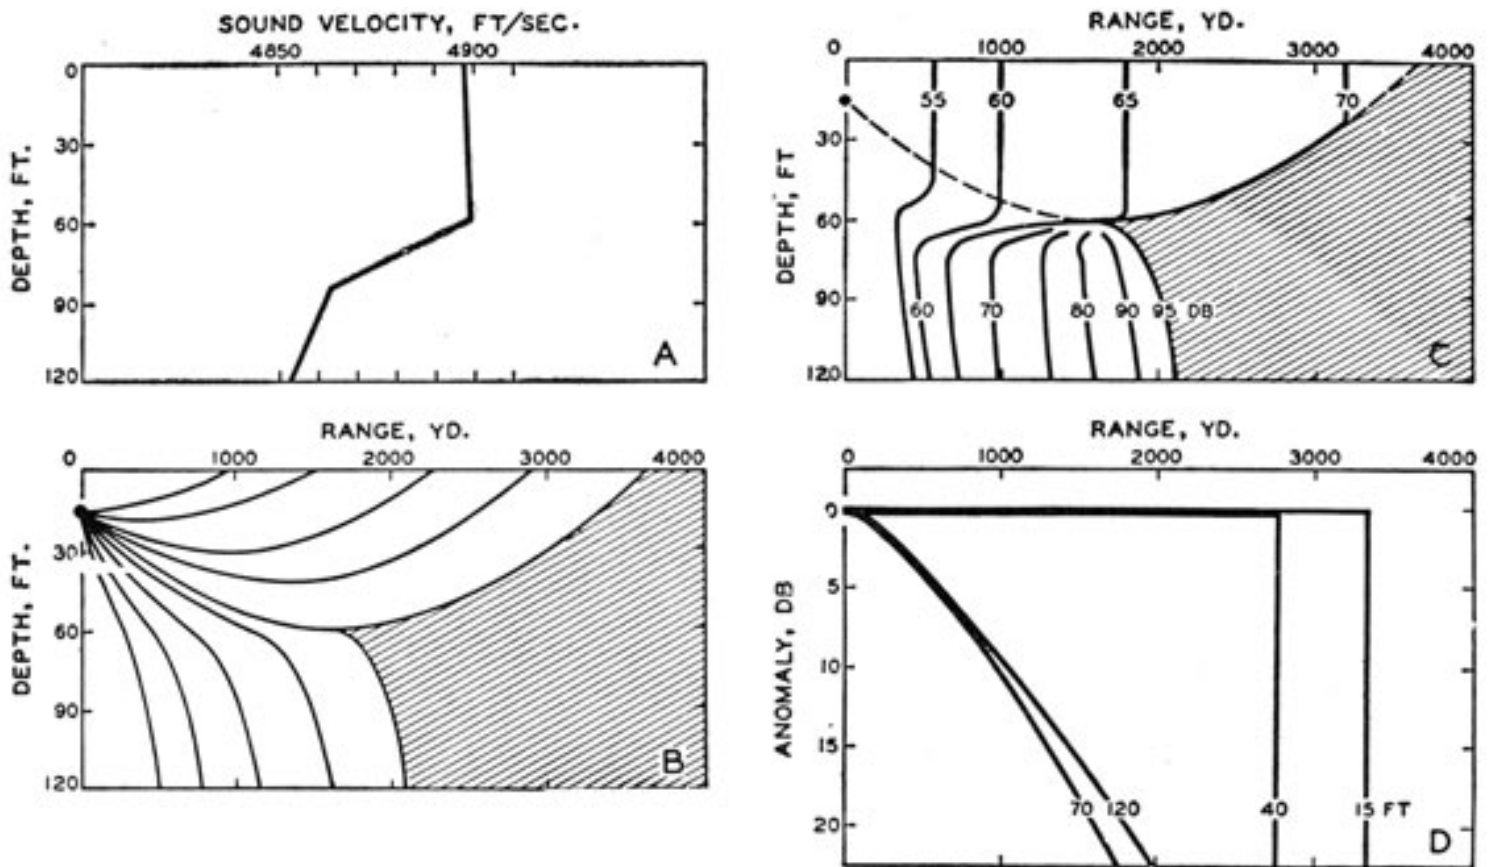 SOUND VELOCITY, FT/SEC.
4850 4900
0
30
60
90
120
DEPTH, FT.
A
RANGE, YD.
0 1000 2000 3000 4000
0
30
60
90
120
DEPTH, FT.
B
RANGE, YD.
0 1000 2000 3000 4000
30
60
90
120
DEPTH, FT
55 60 65 70
60 70 80 90 95 DB
C
RANGE, YD.
0 1000 2000 3000 4000
0
5
10
15
20
ANOMALY, DB
70 120 40 15 FT
D